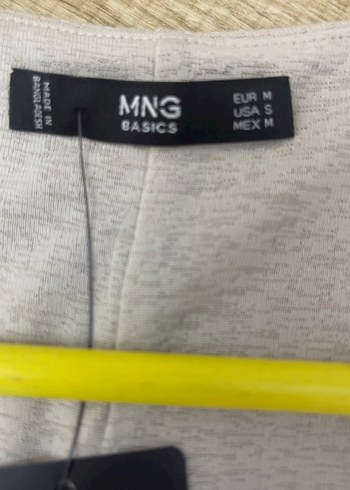 MADE IN
BANGLADESH
MNG
BASICS
EUR M
USA S
MEX M